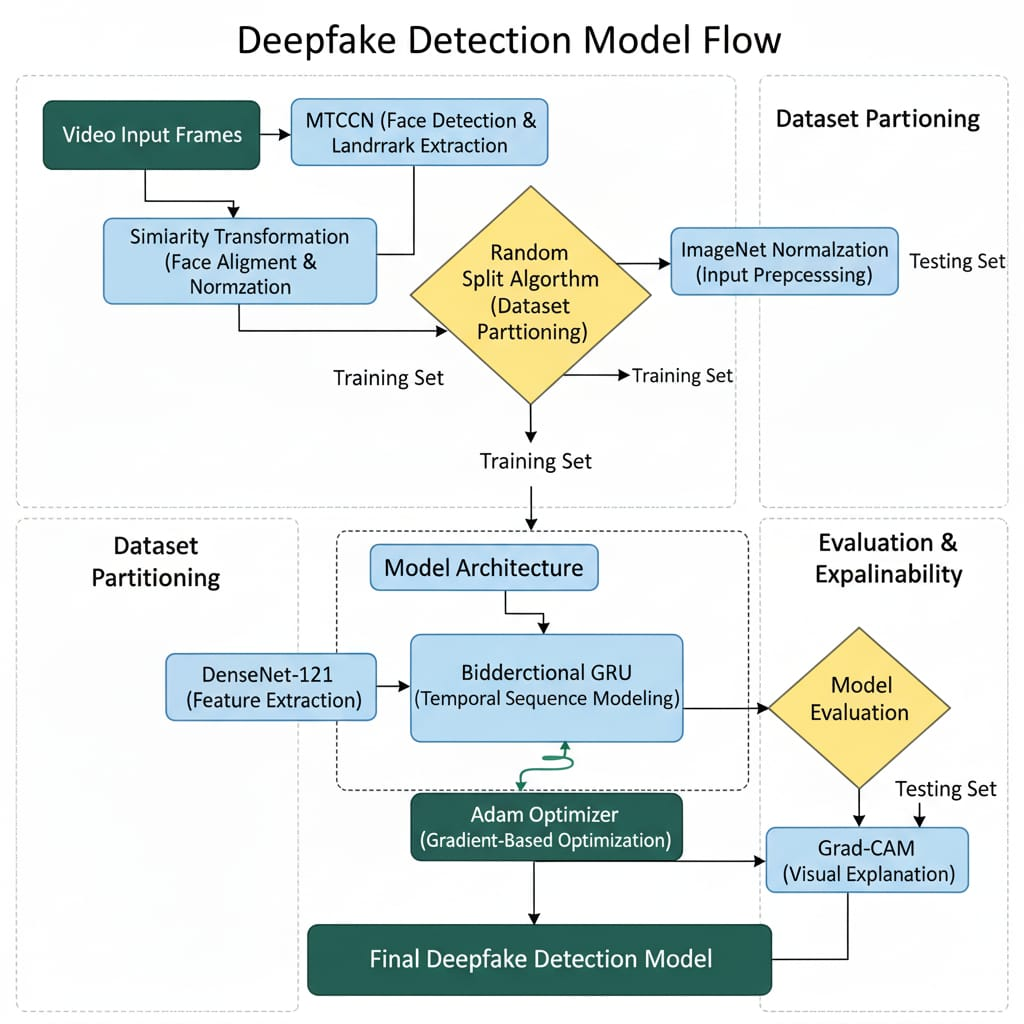 Deepfake Detection Model Flow
Video Input Frames
MTCCN (Face Detection &
Landrrark Extraction
Dataset Partioning
Simiarity Transformation
(Face Aligment &
Normzation
Random
Split Algorthm
(Dataset
Parttioning)
ImageNet Normalzation
(Input Prepcesssing)
Testing Set
Training Set
Training Set
Training Set
Dataset
Partitioning
Model Architecture
Evaluation &
Expalinability
DenseNet-121
(Feature Extraction)
Bidderctional GRU
(Temporal Sequence Modeling)
Model
Evaluation
Testing Set
Adam Optimizer
(Gradient-Based Optimization)
Grad-CAM
(Visual Explanation)
Final Deepfake Detection Model